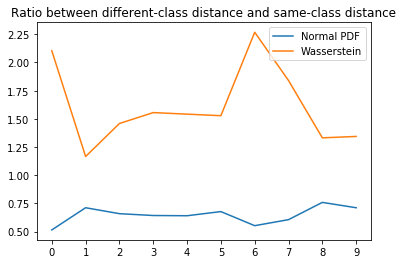 Ratio between different-class distance and same-class distance
Normal PDF
Wasserstein
2.25
2.00
1.75
1.50
1.25
1.00
0.75
0.50
0 1 2 3 4 5 6 7 8 9